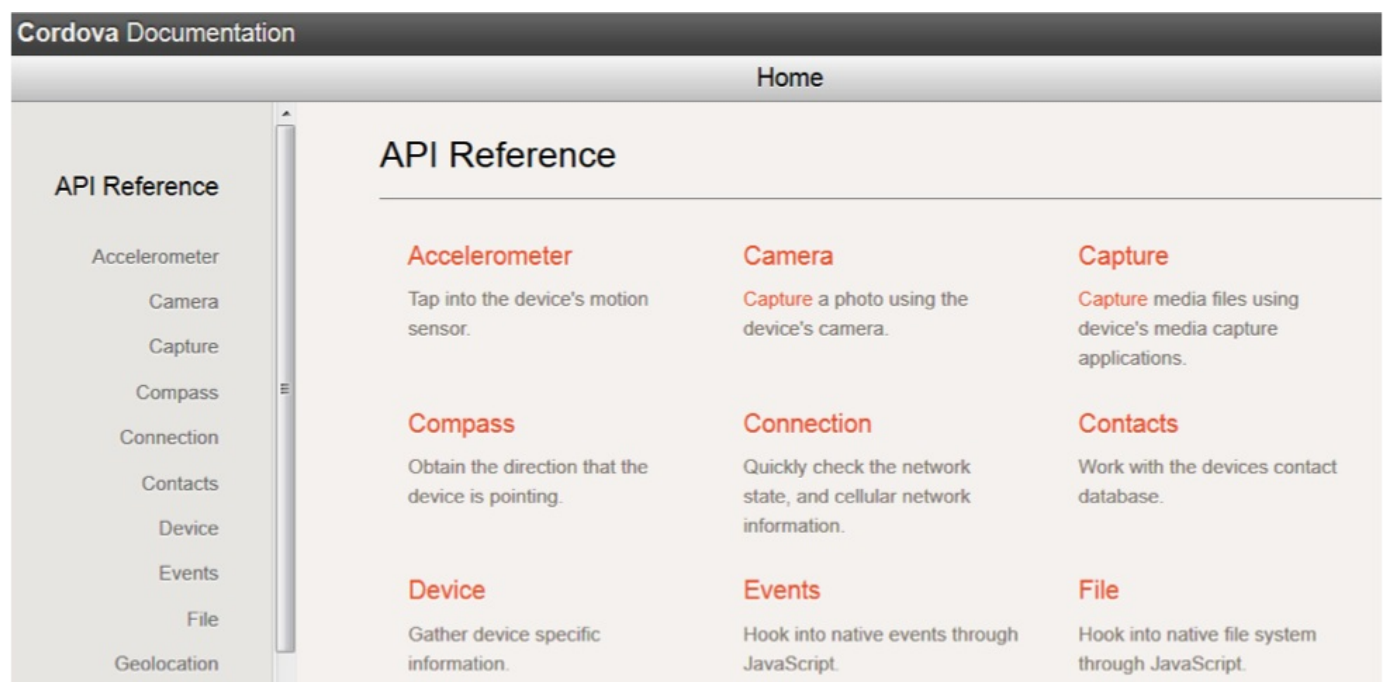 Cordova Documentation
Home
API Reference
Accelerometer
Camera
Capture
Compass
Connection
Contacts
Device
Events
File
Geolocation
API Reference
Accelerometer
Tap into the device's motion
sensor.
Camera
Capture a photo using the
device's camera.
Capture
Capture media files using
device's media capture
applications.
Compass
Obtain the direction that the
device is pointing.
Connection
Quickly check the network
state, and cellular network
information.
Contacts
Work with the devices contact
database.
Device
Gather device specific
information.
Events
Hook into native events through
JavaScript.
File
Hook into native file system
through JavaScript.